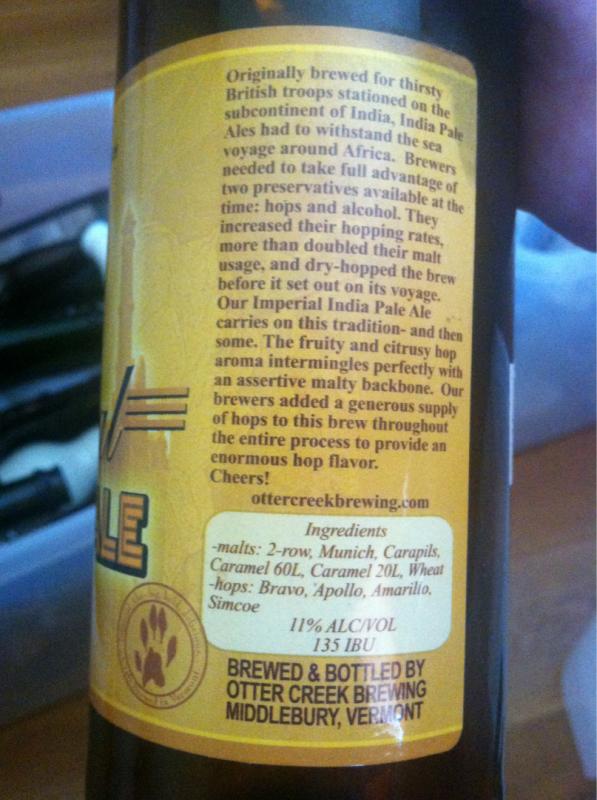 Originally brewed for thirsty
British troops stationed on the
subcontinent of India, India Pale
Ales had to withstand the sea
voyage around Africa. Brewers
needed to take full advantage of
two preservatives available at the
time: hops and alcohol. They
increased their hopping rates,
more than doubled their malt
usage, and dry-hopped the brew
before it set out on its voyage.
Our Imperial India Pale Ale
carries on this tradition- and then
some. The fruity and citrusy hop
aroma intermingles perfectly with
an assertive malty backbone. Our
brewers added a generous supply
of hops to this brew throughout
the entire process to provide an
enormous hop flavor.
Cheers!
ottercreekbrewing.com
Ingredients
-malts: 2-row, Munich, Carapils,
Caramel 60L, Caramel 20L, Wheat
-hops: Bravo, Apollo, Amarillo,
Simcoe
11% ALC/VOL
135 IBU
BREWED & BOTTLED BY
OTTER CREEK BREWING
MIDDLEBURY, VERMONT
LE